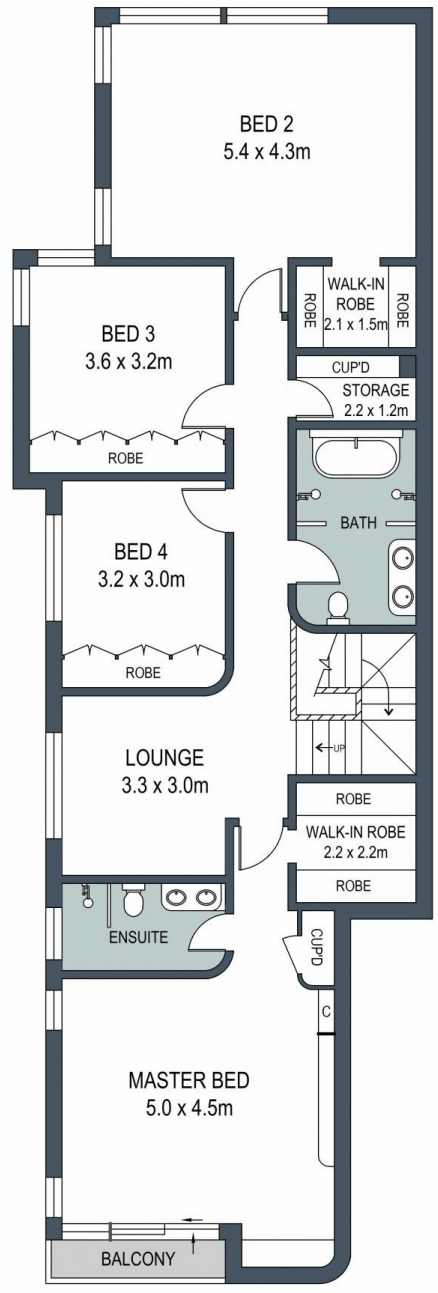 BED 2
5.4 x 4.3m
ROBE
WALK-IN
ROBE
2.1 x 1.5m
ROBE
BED 3
3.6 x 3.2m
CUP'D
STORAGE
2.2 x 1.2m
ROBE
BATH
BED 4
3.2 x 3.0m
ROBE
UP
LOUNGE
3.3 x 3.0m
ROBE
WALK-IN ROBE
2.2 x 2.2m
ROBE
ENSUITE
CUP'D
C
MASTER BED
5.0 x 4.5m
BALCONY